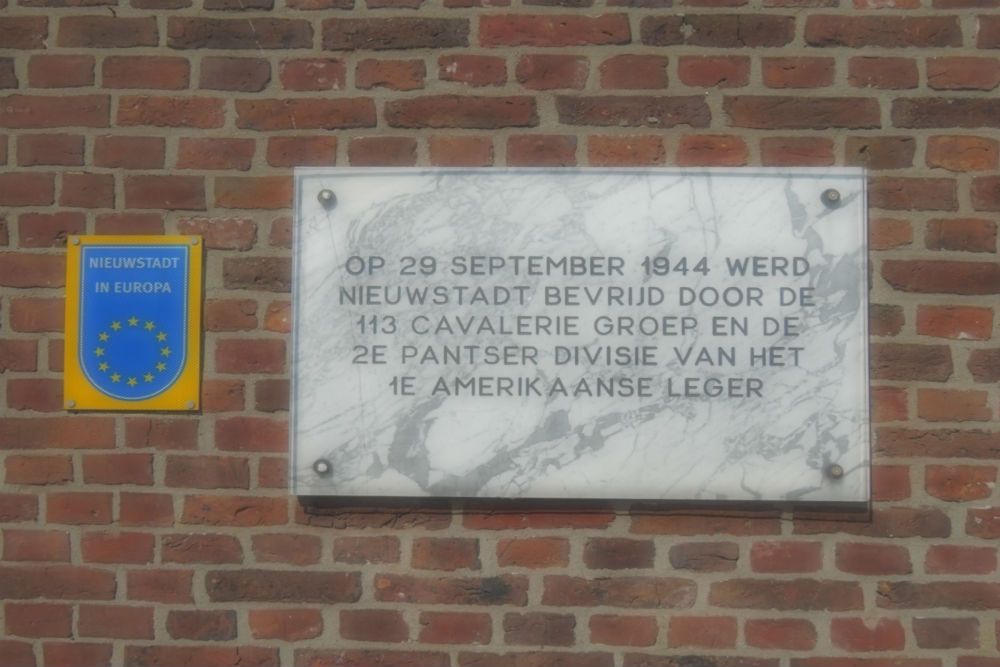 NIEUWSTADT
IN EUROPA
OP 29 SEPTEMBER 1944 WERD
NIEUWSTADT BEVRIJD DOOR DE
113 CAVALERIE GROEP EN DE
2E PANTSER DIVISIE VAN HET
1E AMERIKAANSE LEGER